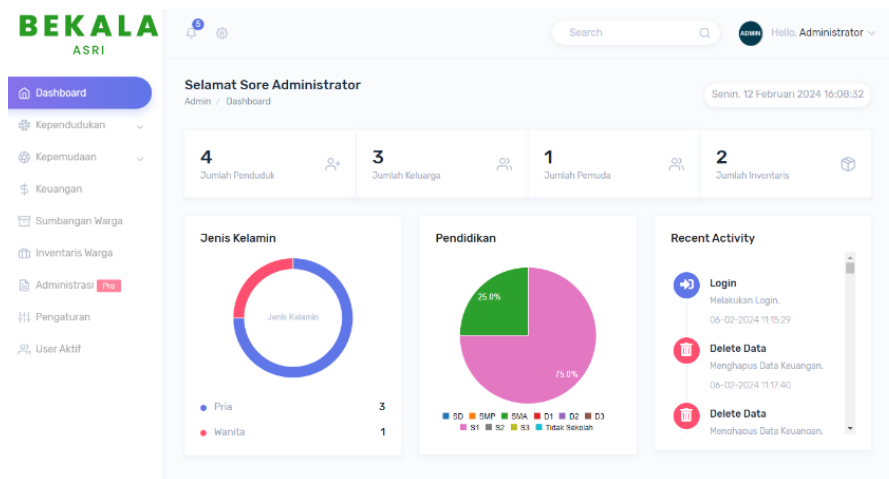 BEKALA
ASRI
5
Search
ADMIN
Hello, Administrator
Dashboard
Kependudukan
Kepemudaan
Keuangan
Sumbangan Warga
Inventaris Warga
Administrasi Pro
Pengaturan
User Aktif
Selamat Sore Administrator
Admin / Dashboard
Senin, 12 Februari 2024 16:08:32
4
Jumlah Penduduk
3
Jumlah Keluarga
1
Jumlah Pemuda
2
Jumlah Inventaris
Jenis Kelamin
Jenis Kelamin
Pria 3
Wanita 1
Pendidikan
25.0%
75.0%
SD SMP SMA D1 D2 D3
S1 S2 S3 Tidak Sekolah
Recent Activity
Login
Melakukan Login.
06-02-2024 11:15:29
Delete Data
Menghapus Data Keuangan.
06-02-2024 11:17:40
Delete Data
Menghapus Data Keuangan.